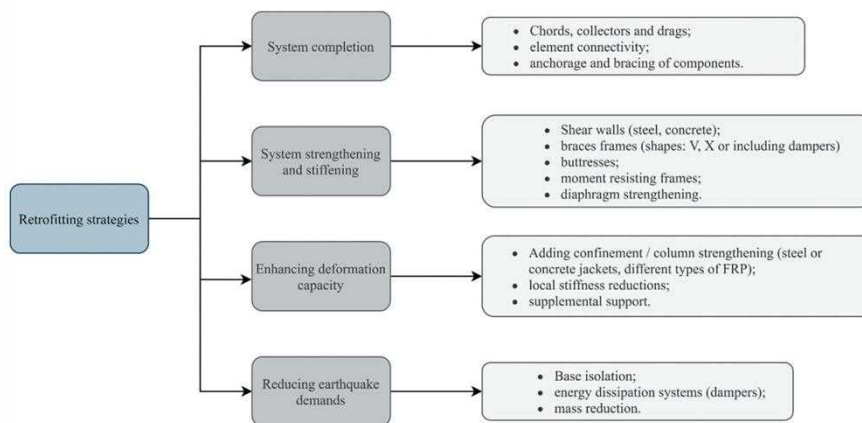 System completion
• Chords, collectors and drags;
• element connectivity;
• anchorage and bracing of components.
System strengthening
and stiffening
• Shear walls (steel, concrete);
• braces frames (shapes: V, X or including dampers)
• buttresses;
• moment resisting frames;
• diaphragm strengthening.
Retrofitting strategies
Enhancing deformation
capacity
• Adding confinement / column strengthening (steel or
concrete jackets, different types of FRP);
• local stiffness reductions;
• supplemental support.
Reducing earthquake
demands
• Base isolation;
• energy dissipation systems (dampers);
• mass reduction.